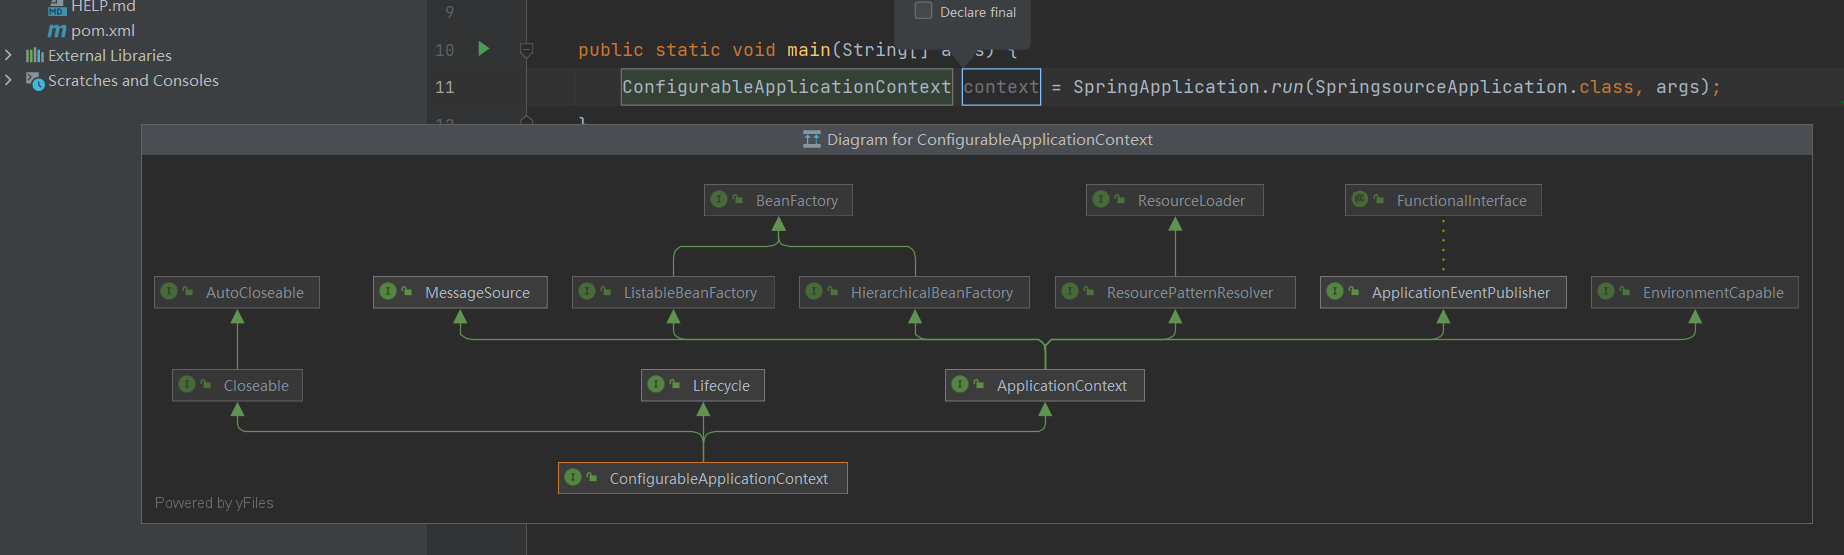 HELP.md
pom.xml
External Libraries
Scratches and Consoles
Declare final
9
10 public static void main(String[] a s) {
11 ConfigurableApplicationContext context = SpringApplication.run(SpringsourceApplication.class, args);
}
Diagram for ConfigurableApplicationContext
BeanFactory
ResourceLoader
FunctionalInterface
AutoCloseable
MessageSource
ListableBeanFactory
HierarchicalBeanFactory
ResourcePatternResolver
ApplicationEventPublisher
EnvironmentCapable
Closeable
Lifecycle
ApplicationContext
ConfigurableApplicationContext
Powered by yFiles